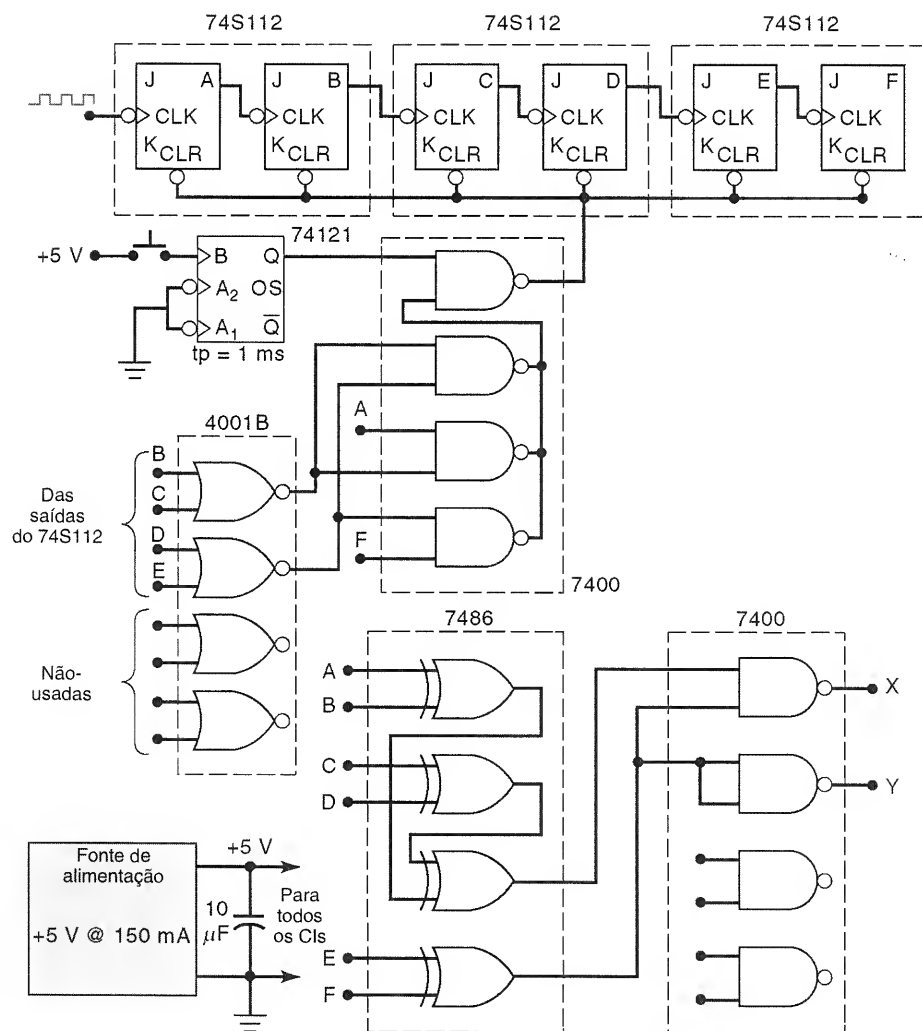 74S112
74S112
74S112
J A
CLK
K
CLR
J B
CLK
K
CLR
J C
CLK
K
CLR
J D
CLK
K
CLR
J E
CLK
K
CLR
J F
CLK
K
CLR
+5 V
74121
B Q
A2 OS
A1 Q
tp = 1 ms
4001B
B
C
D
E
Das
saídas
do 74S112
Não-
usadas
A
F
7400
7486
A
B
C
D
E
F
7400
X
Y
Fonte de
alimentação
+5 V @ 150 mA
+5 V
10
µF
Para
todos
os CIs